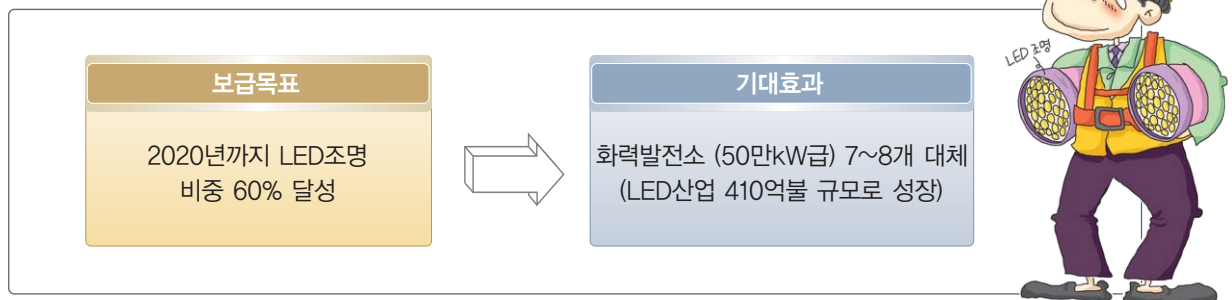 LED 조명
보급목표
2020년까지 LED조명
비중 60% 달성
기대효과
화력발전소 (50만kW급) 7~8개 대체
(LED산업 410억불 규모로 성장)